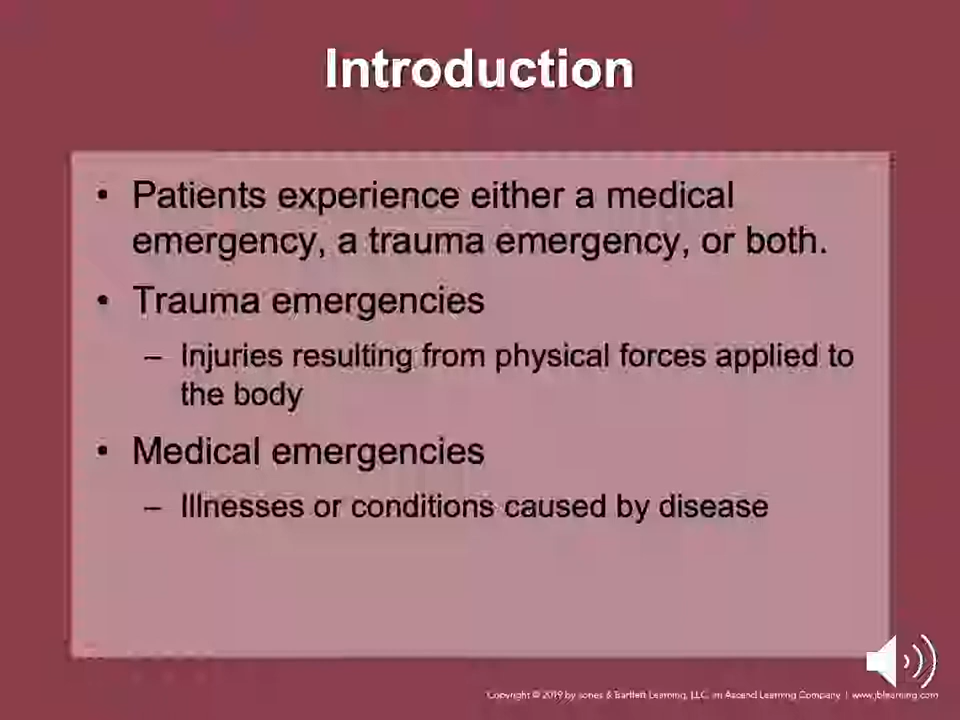 Introduction
• Patients experience either a medical
emergency, a trauma emergency, or both.
• Trauma emergencies
– Injuries resulting from physical forces applied to
the body
• Medical emergencies
– Illnesses or conditions caused by disease
Copyright © 2019 by Jones & Bartlett Learning, LLC, an Ascend Learning Company | www.jblearning.com